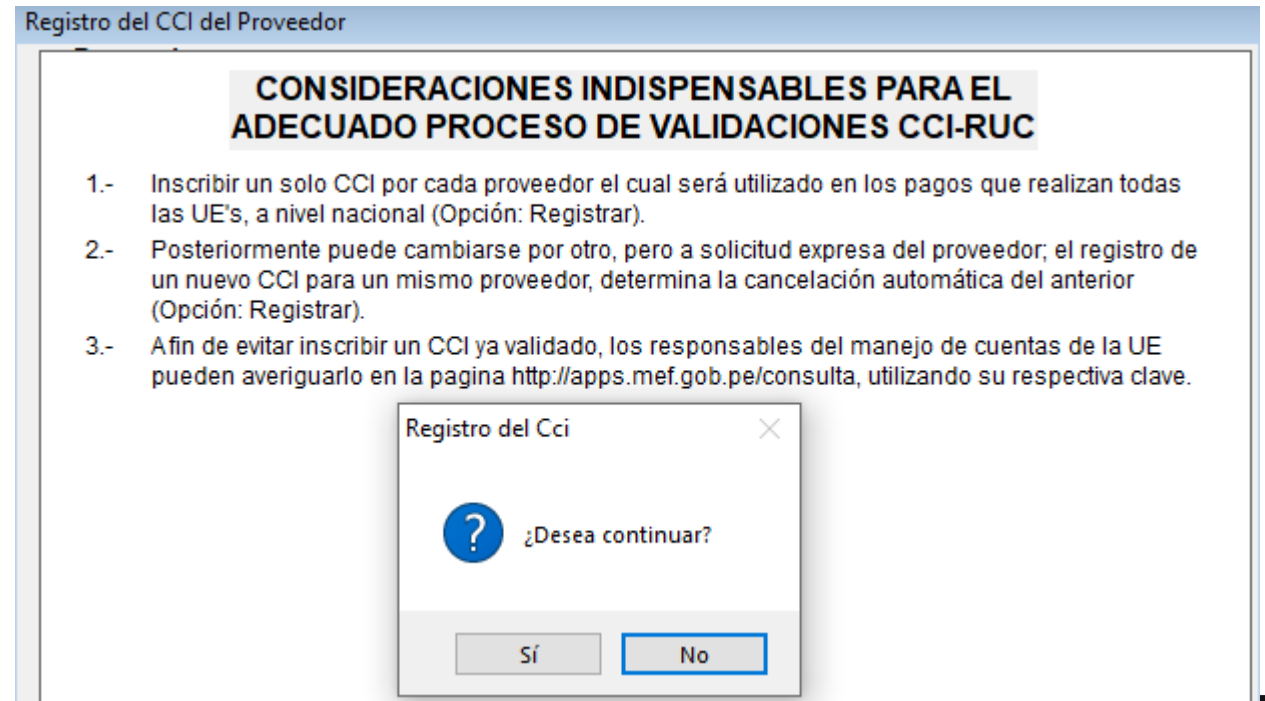 Registro del CCI del Proveedor
CONSIDERACIONES INDISPENSABLES PARA EL
ADECUADO PROCESO DE VALIDACIONES CCI-RUC
1.- Inscribir un solo CCI por cada proveedor el cual será utilizado en los pagos que realizan todas
las UE's, a nivel nacional (Opción: Registrar).
2.- Posteriormente puede cambiarse por otro, pero a solicitud expresa del proveedor; el registro de
un nuevo CCI para un mismo proveedor, determina la cancelación automática del anterior
(Opción: Registrar).
3.- Afin de evitar inscribir un CCI ya validado, los responsables del manejo de cuentas de la UE
pueden averiguarlo en la pagina http://apps.mef.gob.pe/consulta, utilizando su respectiva clave.
Registro del Cci
¿Desea continuar?
Sí No